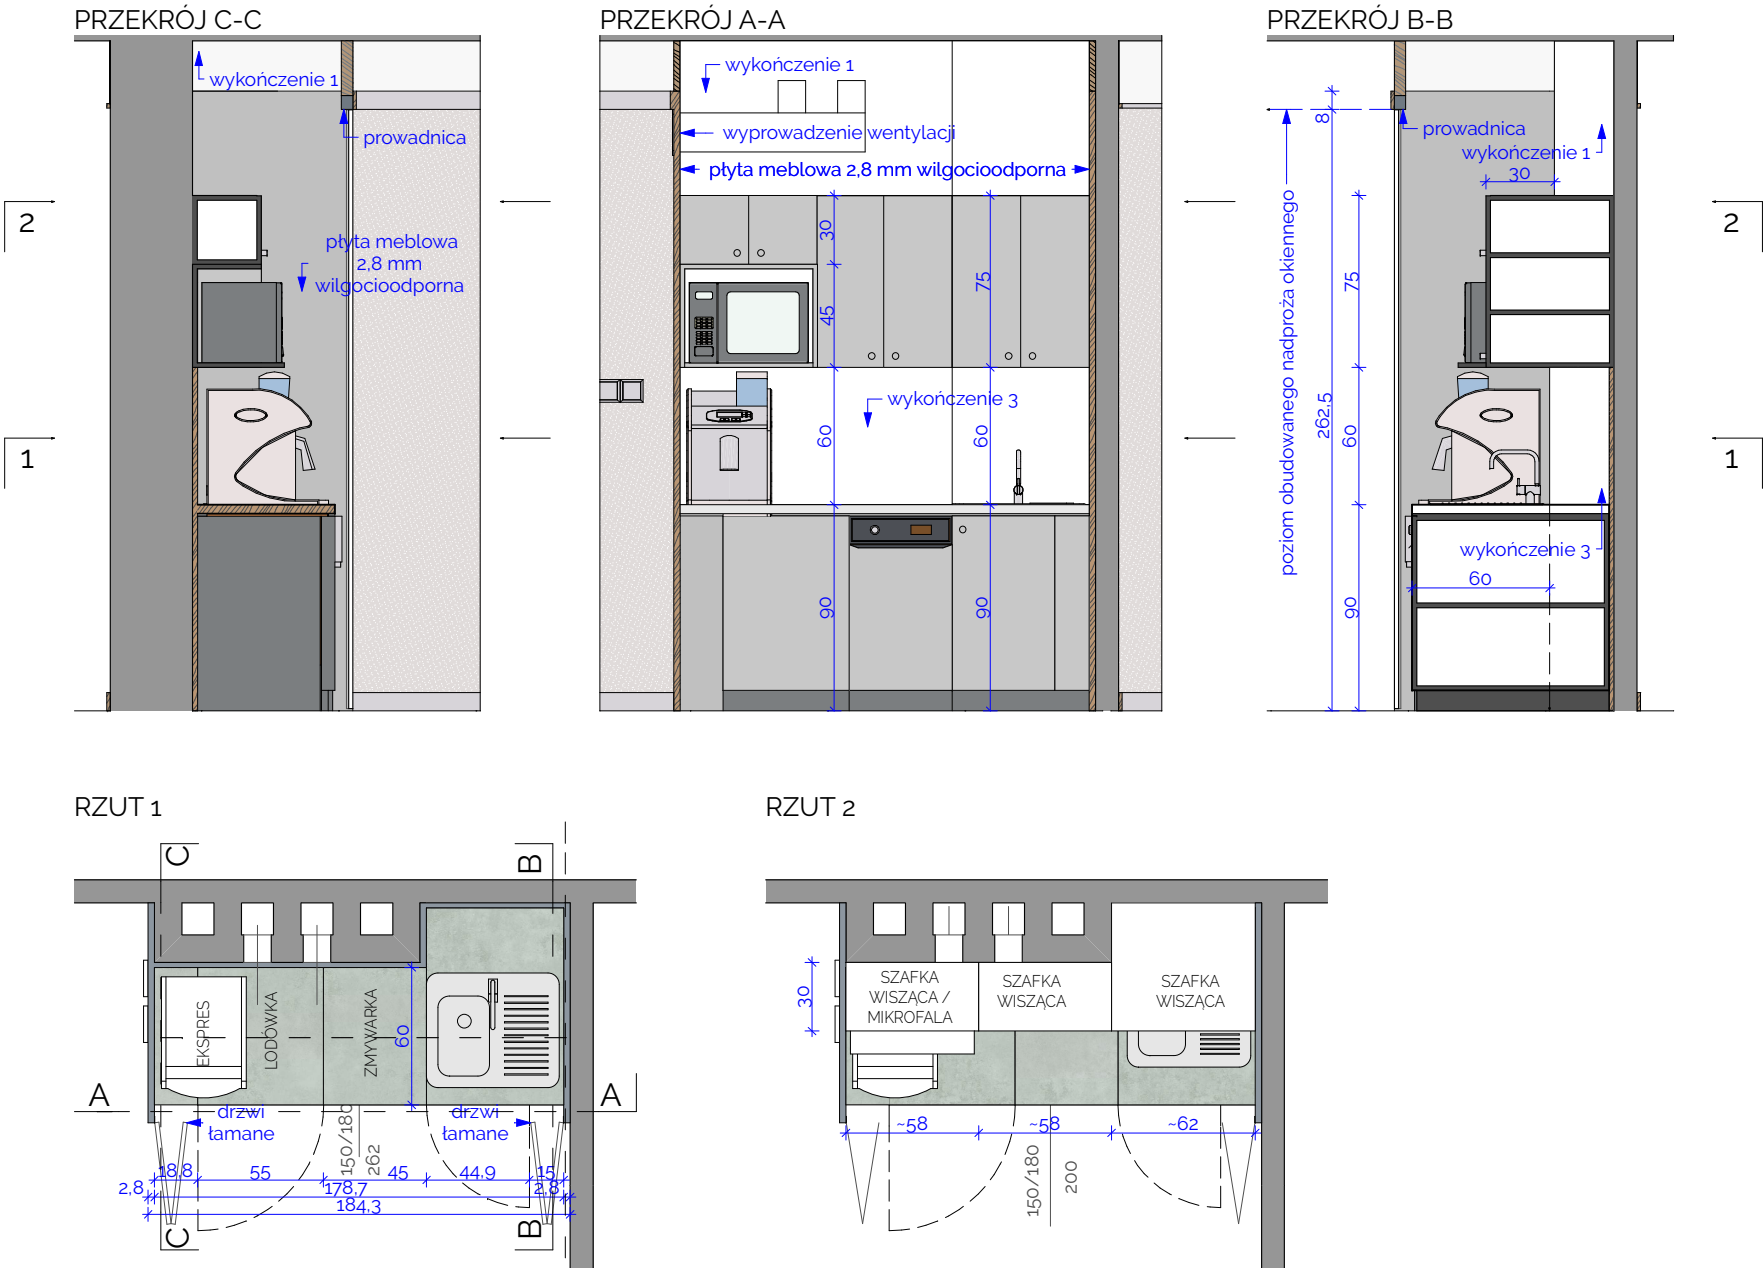 PRZEKRÓJ C-C
wykończenie 1
prowadnica
płyta meblowa
2,8 mm
wilgocioodporna
2
1
PRZEKRÓJ A-A
wykończenie 1
wyprowadzenie wentylacji
płyta meblowa 2,8 mm wilgocioodporna
30
45
75
wykończenie 3
60
60
90
90
PRZEKRÓJ B-B
8
prowadnica
wykończenie 1
30
poziom obudowanego nadproża okiennego
262,5
75
60
90
wykończenie 3
60
2
1
RZUT 1
C
B
EKSPRES
LODÓWKA
ZMYWARKA
60
A
A
drzwi
łamane
drzwi
łamane
150/180
262
18,8
55
45
44,9
15
2,8
178,7
2,8
184,3
C
B
RZUT 2
30
SZAFKA
WISZĄCA /
MIKROFALA
SZAFKA
WISZĄCA
SZAFKA
WISZĄCA
~58
~58
~62
150/180
200